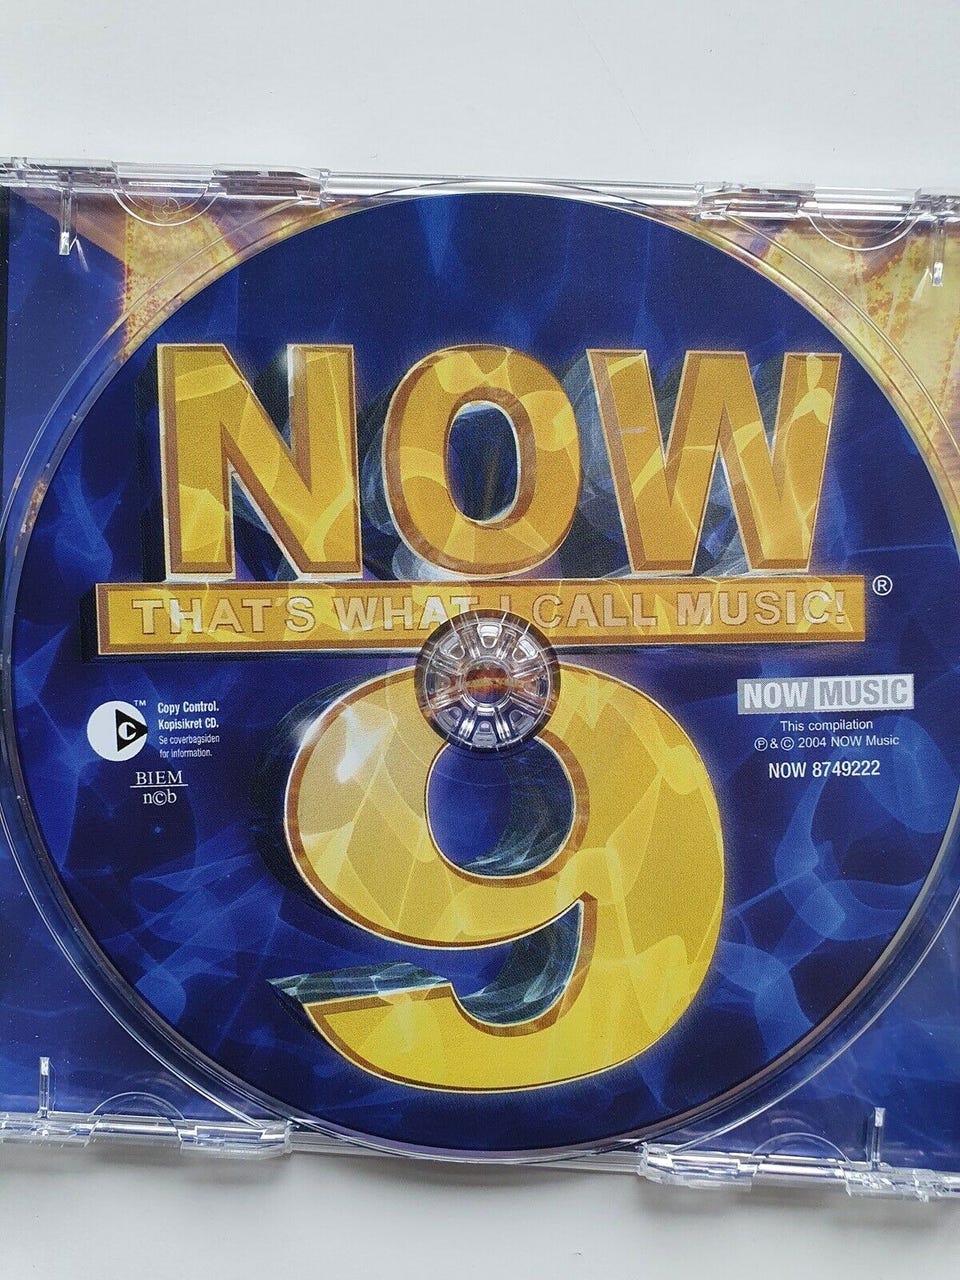 NOW
THAT'S WHAT I CALL MUSIC!
®
9
TM
C
Copy Control.
Kopisikret CD.
Se coverbagsiden
for information.
BIEM
n©b
NOW MUSIC
This compilation
℗ & © 2004 NOW Music
NOW 8749222